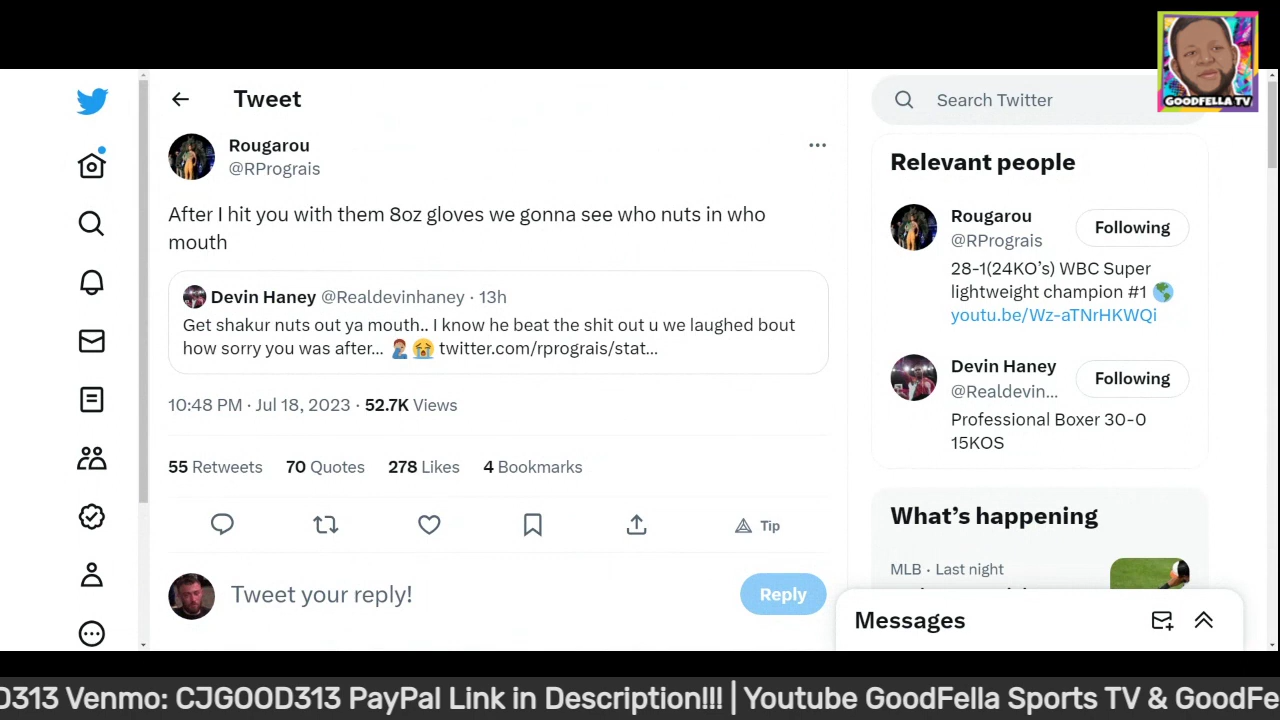 GOODFELLA TV
Tweet
Search Twitter
Rougarou
@RPrograis
After I hit you with them 8oz gloves we gonna see who nuts in who
mouth
Devin Haney @Realdevinhaney · 13h
Get shakur nuts out ya mouth.. I know he beat the shit out u we laughed bout
how sorry you was after... 🤦🏽‍♂️😭 twitter.com/rprograis/stat...
10:48 PM · Jul 18, 2023 · 52.7K Views
55 Retweets 70 Quotes 278 Likes 4 Bookmarks
Tip
Tweet your reply!
Reply
Relevant people
Rougarou
@RPrograis
Following
28-1(24KO’s) WBC Super
lightweight champion #1 🌎
youtu.be/Wz-aTNrHKWQi
Devin Haney
@Realdevin...
Following
Professional Boxer 30-0
15KOS
What’s happening
MLB · Last night
Messages
D313 Venmo: CJGOOD313 PayPal Link in Description!!! | Youtube GoodFella Sports TV & GoodFe